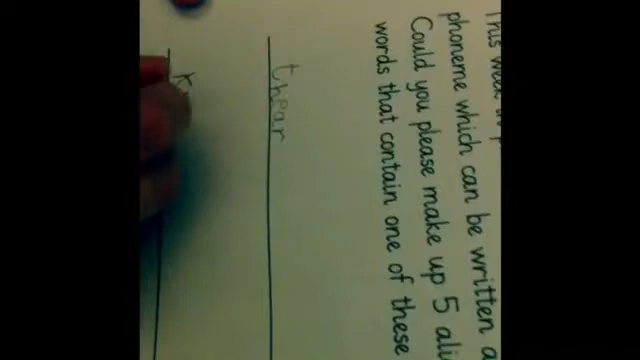 This week
phoneme which can be written a
Could you please make up 5 ali
words that contain one of these
thear
k